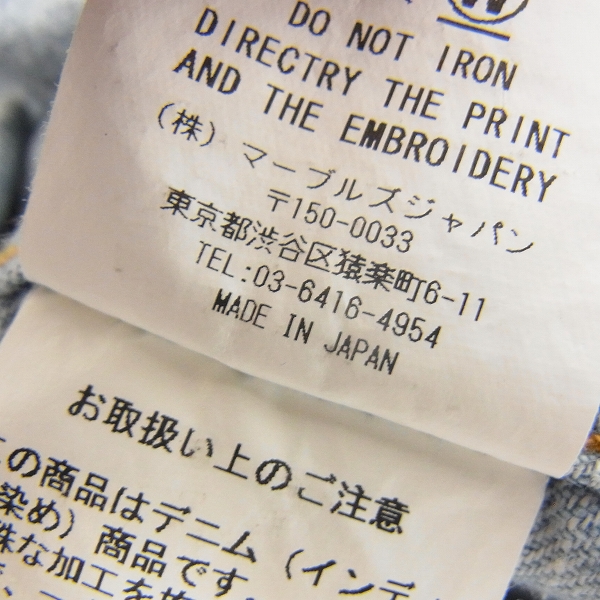 W
DO NOT IRON
DIRECTRY THE PRINT
AND THE EMBROIDERY
(株) マーブルズジャパン
〒150-0033
東京都渋谷区猿楽町6-11
TEL:03-6416-4954
MADE IN JAPAN
お取扱い上のご注意
の商品はデニム (インデ
染め) 商品です
な加工を